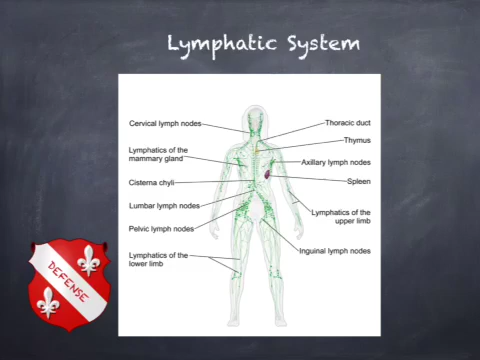 Lymphatic System
Cervical lymph nodes
Lymphatics of the
mammary gland
Cisterna chyli
Lumbar lymph nodes
Pelvic lymph nodes
Lymphatics of the
lower limb
Thoracic duct
Thymus
Axillary lymph nodes
Spleen
Lymphatics of the
upper limb
Inguinal lymph nodes
DEFENSE